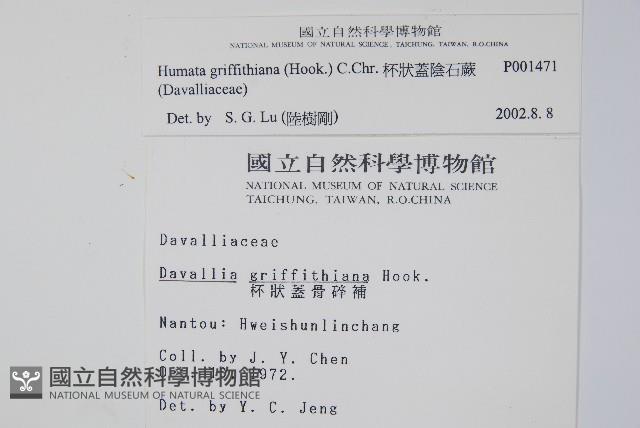 國立自然科學博物館
NATIONAL MUSEUM OF NATURAL SCIENCE, TAICHUNG, TAIWAN, R.O.CHINA
Humata griffithiana (Hook.) C.Chr. 杯狀蓋陰石蕨 P001471
(Davalliaceae)
Det. by S. G. Lu (陸樹剛) 2002.8. 8
國立自然科學博物館
NATIONAL MUSEUM OF NATURAL SCIENCE
TAICHUNG, TAIWAN, R.O.CHINA
Davalliaceae
Davallia griffithiana Hook.
杯狀蓋骨碎補
Nantou: Hweishunlinchang
Coll. by J. Y. Chen
1972.
Det. by Y. C. Jeng
國立自然科學博物館
NATIONAL MUSEUM OF NATURAL SCIENCE